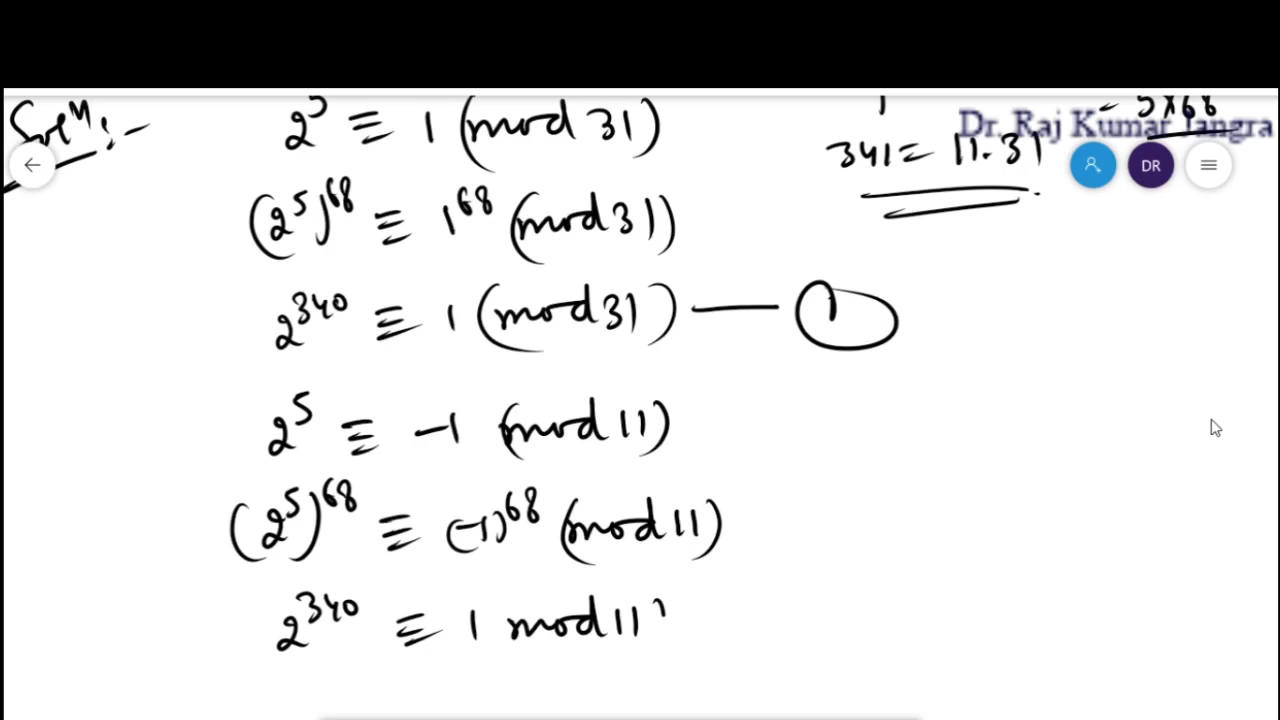 Solⁿ:-
2⁵ ≡ 1 (mod 31)
(2⁵)⁶⁸ ≡ 1⁶⁸ (mod 31)
2³⁴⁰ ≡ 1 (mod 31) — ①
2⁵ ≡ -1 (mod 11)
(2⁵)⁶⁸ ≡ (-1)⁶⁸ (mod 11)
2³⁴⁰ ≡ 1 mod 11)
= 5×68
Dr. Raj Kumar Jangra
341 = 11.31
DR